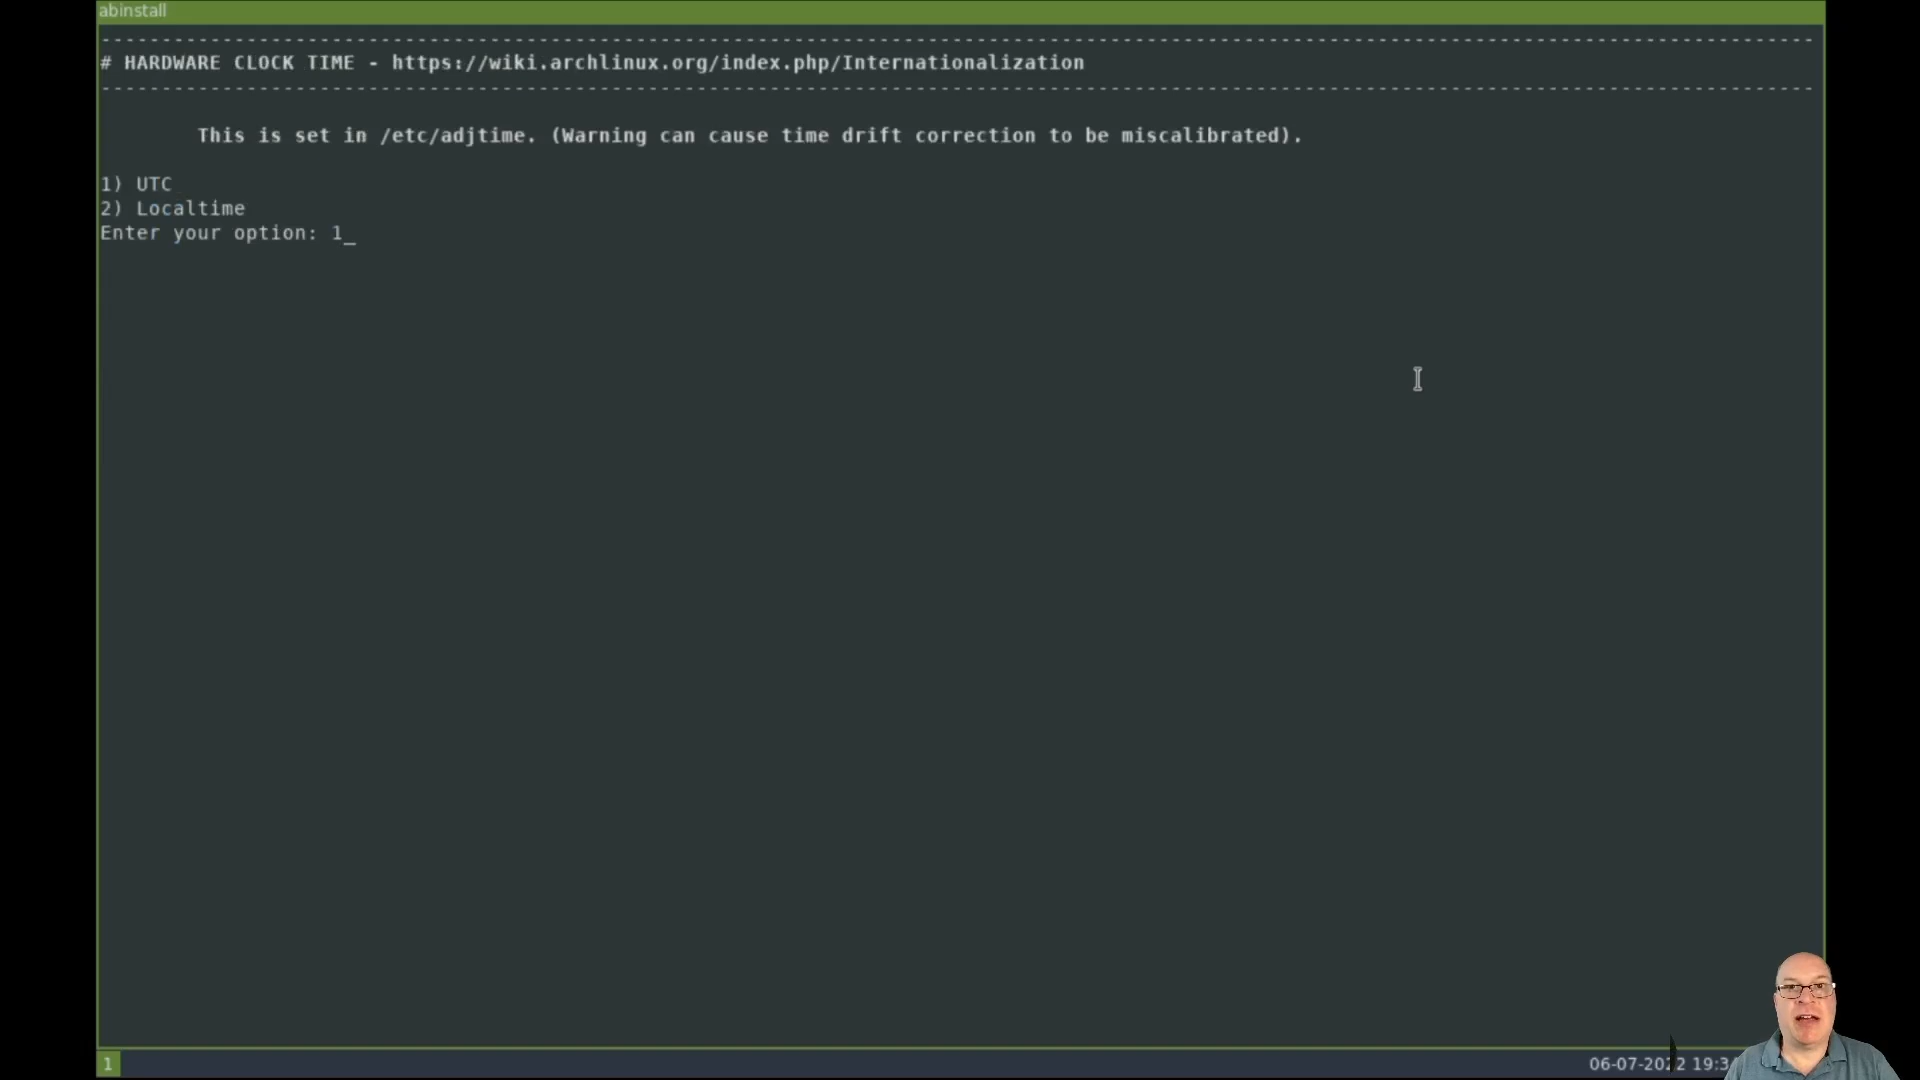 abinstall
--------------------------------------------------------------------------------------------------------------------------------------------
# HARDWARE CLOCK TIME - https://wiki.archlinux.org/index.php/Internationalization
--------------------------------------------------------------------------------------------------------------------------------------------
This is set in /etc/adjtime. (Warning can cause time drift correction to be miscalibrated).
1) UTC
2) Localtime
Enter your option: 1_
1
06-07-2022